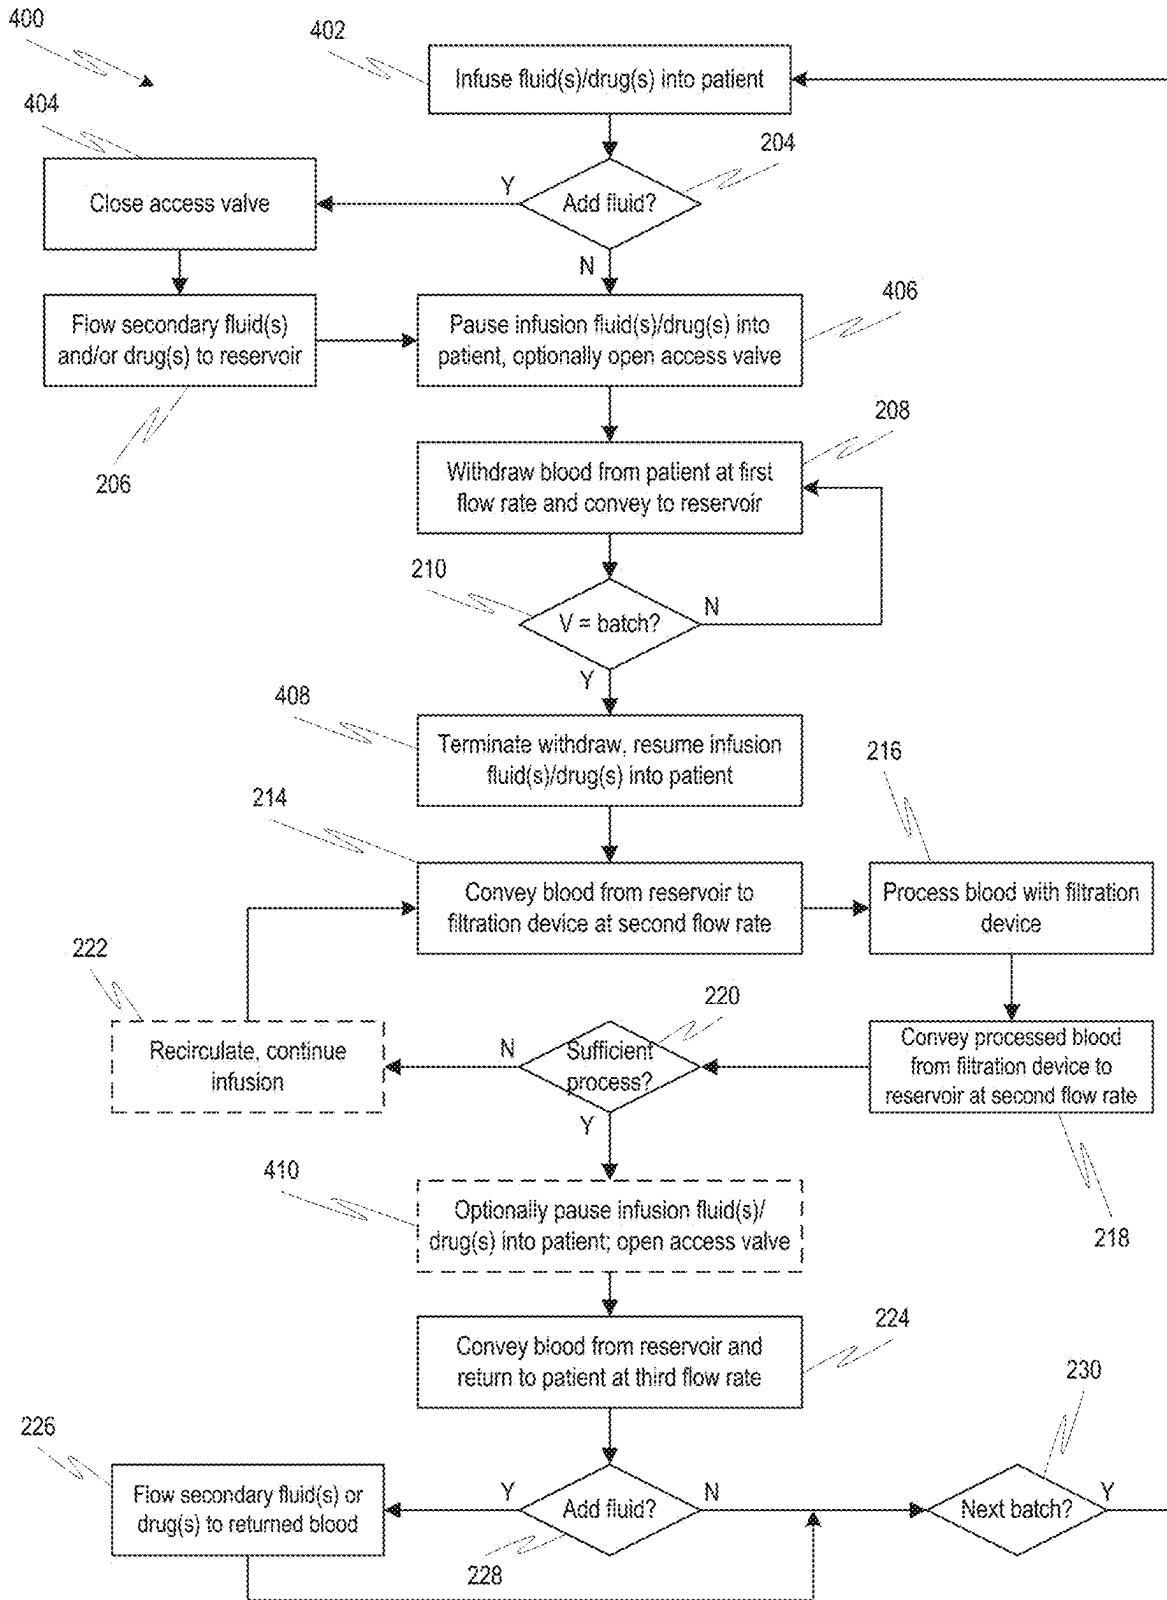 400
402
Infuse fluid(s)/drug(s) into patient
404
204
Close access valve
Y
Add fluid?
N
406
Flow secondary fluid(s)
and/or drug(s) to reservoir
Pause infusion fluid(s)/drug(s) into
patient, optionally open access valve
206
208
Withdraw blood from patient at first
flow rate and convey to reservoir
210
V = batch?
N
Y
408
Terminate withdraw, resume infusion
fluid(s)/drug(s) into patient
216
214
Convey blood from reservoir to
filtration device at second flow rate
Process blood with filtration
device
222
220
Recirculate, continue
infusion
N
Sufficient
process?
Y
Convey processed blood
from filtration device to
reservoir at second flow rate
218
410
Optionally pause infusion fluid(s)/
drug(s) into patient; open access valve
224
Convey blood from reservoir and
return to patient at third flow rate
230
226
Flow secondary fluid(s) or
drug(s) to returned blood
Y
Add fluid?
N
228
Next batch?
Y